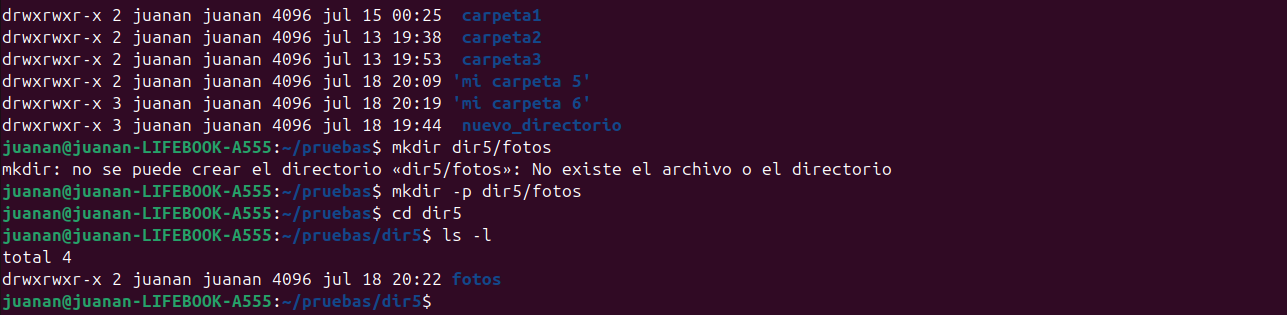 drwxrwxr-x 2 juanan juanan 4096 jul 15 00:25  carpeta1
drwxrwxr-x 2 juanan juanan 4096 jul 13 19:38  carpeta2
drwxrwxr-x 2 juanan juanan 4096 jul 13 19:53  carpeta3
drwxrwxr-x 2 juanan juanan 4096 jul 18 20:09 'mi carpeta 5'
drwxrwxr-x 3 juanan juanan 4096 jul 18 20:19 'mi carpeta 6'
drwxrwxr-x 3 juanan juanan 4096 jul 18 19:44  nuevo_directorio
juanan@juanan-LIFEBOOK-A555:~/pruebas$ mkdir dir5/fotos
mkdir: no se puede crear el directorio «dir5/fotos»: No existe el archivo o el directorio
juanan@juanan-LIFEBOOK-A555:~/pruebas$ mkdir -p dir5/fotos
juanan@juanan-LIFEBOOK-A555:~/pruebas$ cd dir5
juanan@juanan-LIFEBOOK-A555:~/pruebas/dir5$ ls -l
total 4
drwxrwxr-x 2 juanan juanan 4096 jul 18 20:22 fotos
juanan@juanan-LIFEBOOK-A555:~/pruebas/dir5$